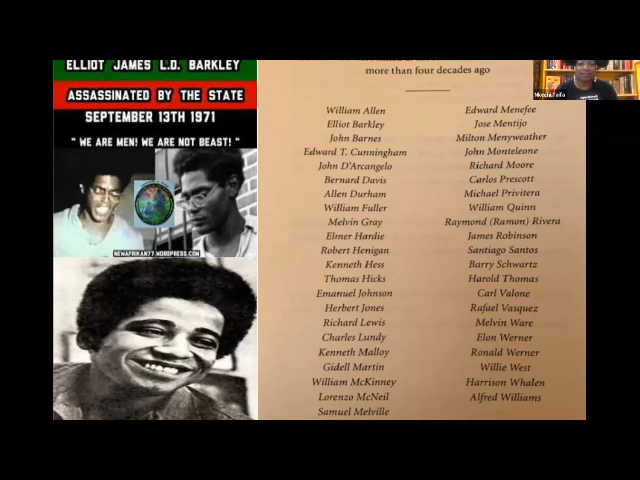 ELLIOT JAMES L.D. BARKLEY
ASSASSINATED BY THE STATE
SEPTEMBER 13TH 1971
" WE ARE MEN! WE ARE NOT BEAST! "
NEWAFRIKAN77.WORDPRESS.COM
more than four decades ago
William Allen
Elliot Barkley
John Barnes
Edward T. Cunningham
John D'Arcangelo
Bernard Davis
Allen Durham
William Fuller
Melvin Gray
Elmer Hardie
Robert Henigan
Kenneth Hess
Thomas Hicks
Emanuel Johnson
Herbert Jones
Richard Lewis
Charles Lundy
Kenneth Malloy
Gidell Martin
William McKinney
Lorenzo McNeil
Samuel Melville
Edward Menefee
Jose Mentijo
Milton Menyweather
John Monteleone
Richard Moore
Carlos Prescott
Michael Privitera
William Quinn
Raymond (Ramon) Rivera
James Robinson
Santiago Santos
Barry Schwartz
Harold Thomas
Carl Valone
Rafael Vasquez
Melvin Ware
Elon Werner
Ronald Werner
Willie West
Harrison Whalen
Alfred Williams